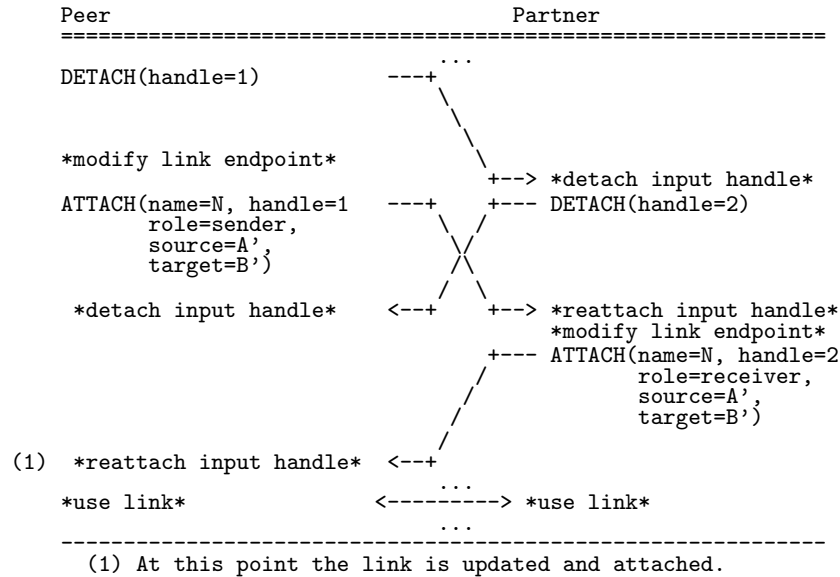 Peer                             Partner
    =============================================================
                                  ...
    DETACH(handle=1)          ---+
                                  \
                                   \
                                    \
    *modify link endpoint*           \
                                      +--> *detach input handle*
    ATTACH(name=N, handle=1   ---+    +--- DETACH(handle=2)
           role=sender,           \  /
           source=A',              \/
           target=B')              /\
                                  /  \
     *detach input handle*    <--+    +--> *reattach input handle*
                                           *modify link endpoint*
                                      +--- ATTACH(name=N, handle=2
                                     /            role=receiver,
                                    /             source=A',
                                   /              target=B')
                                  /
(1)  *reattach input handle*  <--+
                                  ...
    *use link*               <---------> *use link*
                                  ...
    -------------------------------------------------------------
      (1) At this point the link is updated and attached.